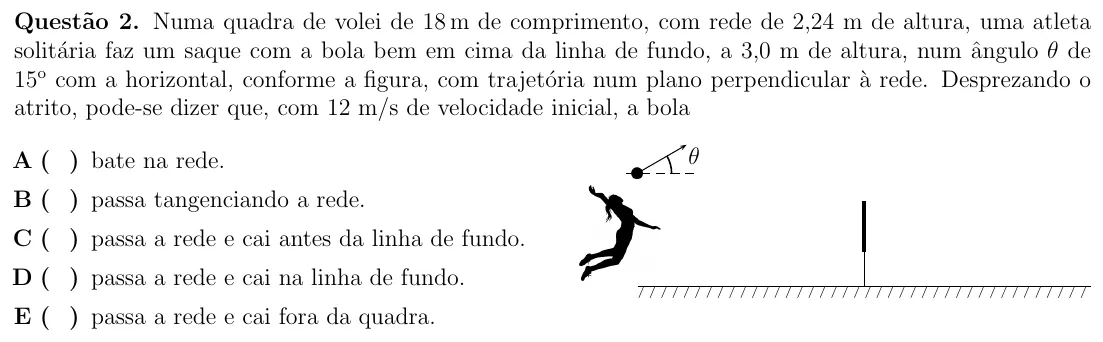 Questão 2. Numa quadra de volei de 18 m de comprimento, com rede de 2,24 m de altura, uma atleta
solitária faz um saque com a bola bem em cima da linha de fundo, a 3,0 m de altura, num ângulo θ de
15º com a horizontal, conforme a figura, com trajetória num plano perpendicular à rede. Desprezando o
atrito, pode-se dizer que, com 12 m/s de velocidade inicial, a bola
A ( ) bate na rede.
B ( ) passa tangenciando a rede.
C ( ) passa a rede e cai antes da linha de fundo.
D ( ) passa a rede e cai na linha de fundo.
E ( ) passa a rede e cai fora da quadra.
θ